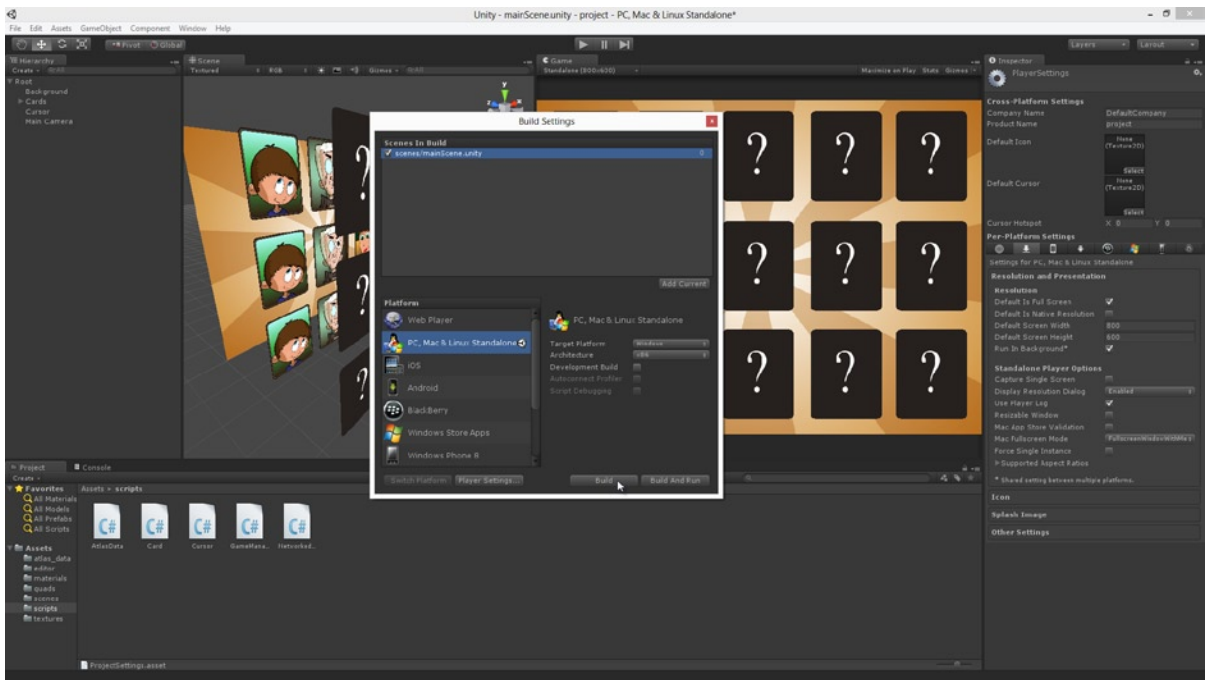 Unity - mainScene.unity - project - PC, Mac & Linux Standalone*
File Edit Assets GameObject Component Window Help
Pivot Global
Layers Layout
Hierarchy
Create
Root
Background
Cards
Cursor
Main Camera
Scene
Textured RGB Gizmos
Game
Standalone (800x600) Maximize on Play Stats Gizmos
? ? ?
? ? ?
? ? ?
Build Settings
Scenes In Build
scenes/mainScene.unity 0
Add Current
Platform
Web Player
PC, Mac & Linux Standalone
iOS
Android
BlackBerry
Windows Store Apps
Windows Phone 8
PC, Mac & Linux Standalone
Target Platform Windows
Architecture x86
Development Build
Autoconnect Profiler
Script Debugging
Switch Platform Player Settings... Build Build And Run
Inspector
PlayerSettings
Cross-Platform Settings
Company Name DefaultCompany
Product Name project
Default Icon None (Texture2D)
Select
Default Cursor None (Texture2D)
Select
Cursor Hotspot X 0 Y 0
Per-Platform Settings
Settings for PC, Mac & Linux Standalone
Resolution and Presentation
Resolution
Default Is Full Screen
Default Is Native Resolution
Default Screen Width 800
Default Screen Height 600
Run In Background*
Standalone Player Options
Capture Single Screen
Display Resolution Dialog Enabled
Use Player Log
Resizable Window
Mac App Store Validation
Mac Fullscreen Mode
Force Single Instance
Supported Aspect Ratios
* Shared setting between multiple platforms.
Icon
Splash Image
Other Settings
Project Console
Create
Favorites
All Materials
All Models
All Prefabs
All Scripts
Assets
atlas_data
editor
materials
quads
scenes
scripts
textures
Assets > scripts
C# C# C# C# C#
AtlasData Card Cursor GameMana..
ProjectSettings.asset